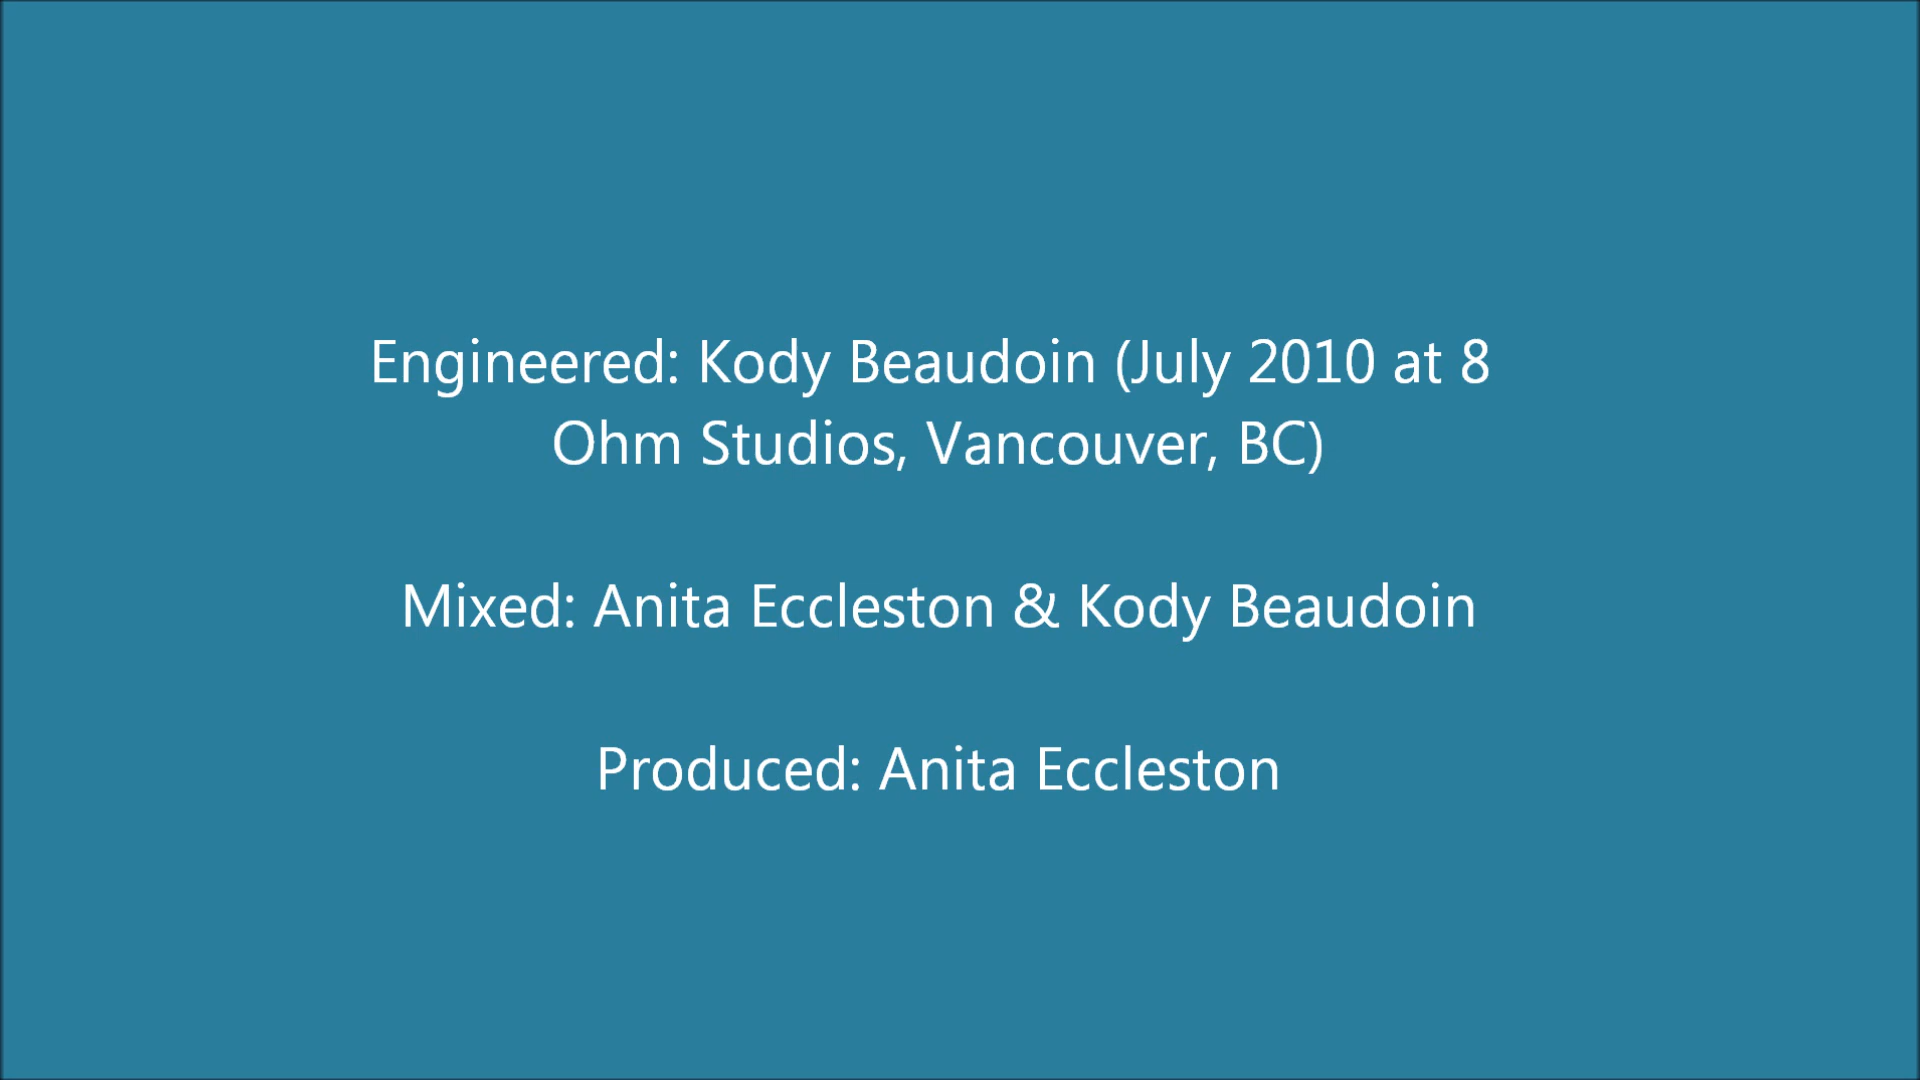 Engineered: Kody Beaudoin (July 2010 at 8
Ohm Studios, Vancouver, BC)
Mixed: Anita Eccleston & Kody Beaudoin
Produced: Anita Eccleston